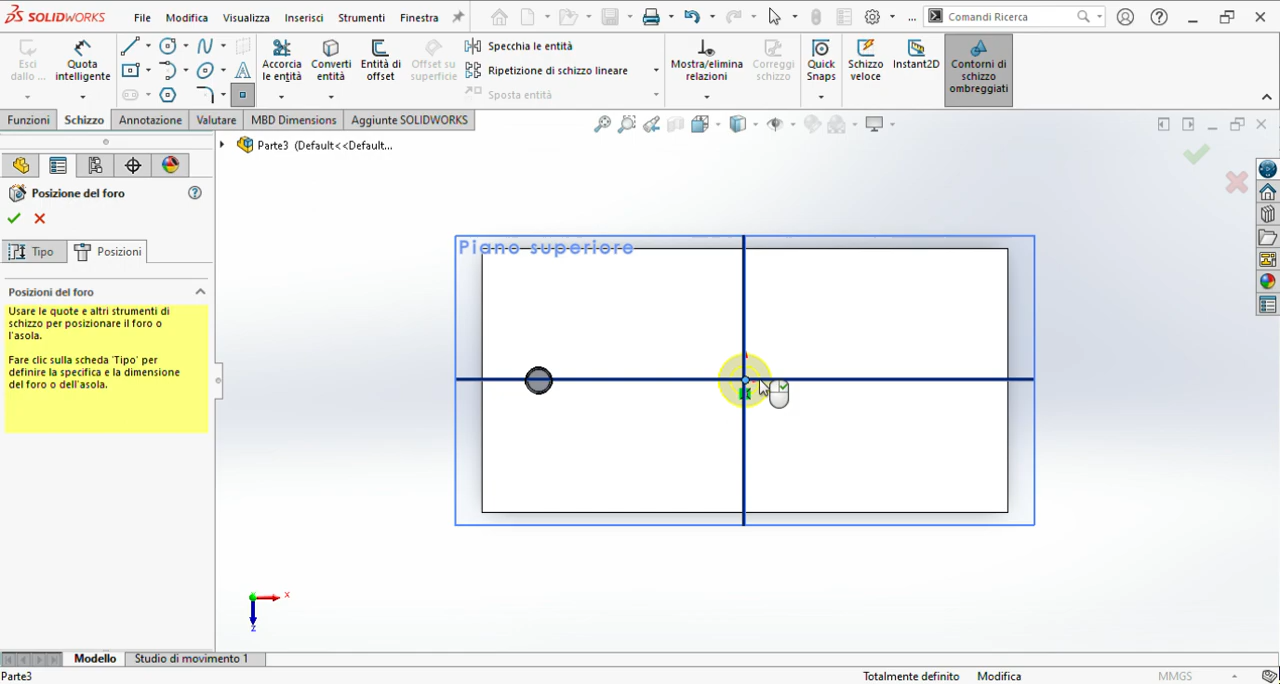 SOLIDWORKS File Modifica Visualizza Inserisci Strumenti Finestra ... Comandi Ricerca
Esci dallo ...
Quota intelligente
Accorcia le entità
Converti entità
Entità di offset
Offset su superficie
Specchia le entità
Ripetizione di schizzo lineare
Sposta entità
Mostra/elimina relazioni
Correggi schizzo
Quick Snaps
Schizzo veloce
Instant2D
Contorni di schizzo ombreggiati
Funzioni Schizzo Annotazione Valutare MBD Dimensions Aggiunte SOLIDWORKS
Parte3 (Default<<Default...
Posizione del foro
Tipo Posizioni
Posizioni del foro
Usare le quote e altri strumenti di
schizzo per posizionare il foro o
l'asola.
Fare clic sulla scheda 'Tipo' per
definire la specifica e la dimensione
del foro o dell'asola.
Piano superiore
x
z
Modello Studio di movimento 1
Parte3 Totalmente definito Modifica MMGS